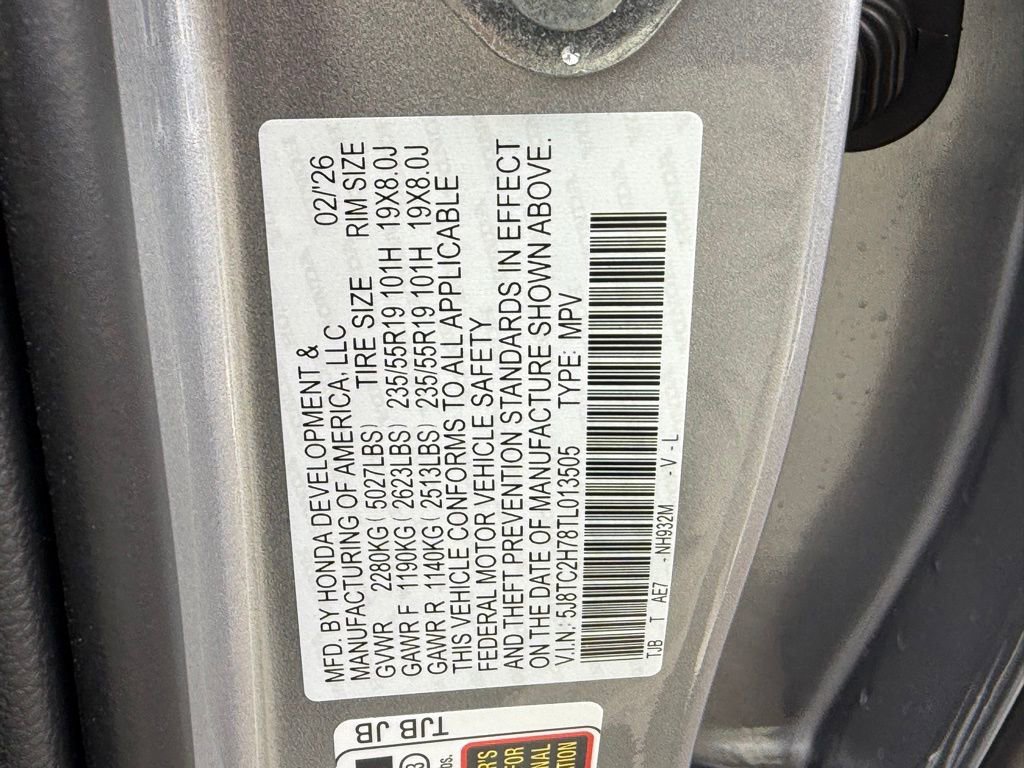 MFD. BY HONDA DEVELOPMENT &
MANUFACTURING OF AMERICA, LLC 02/'26
TIRE SIZE RIM SIZE
GVWR 2280KG ( 5027LBS)
GAWR F 1190KG ( 2623LBS) 235/55R19 101H 19X8.0J
GAWR R 1140KG ( 2513LBS) 235/55R19 101H 19X8.0J
THIS VEHICLE CONFORMS TO ALL APPLICABLE
FEDERAL MOTOR VEHICLE SAFETY
AND THEFT PREVENTION STANDARDS IN EFFECT
ON THE DATE OF MANUFACTURE SHOWN ABOVE.
V.I.N.: 5J8TC2H78TL013505 TYPE: MPV
TJB T AE7 - NH932M - V - L
TJB JB